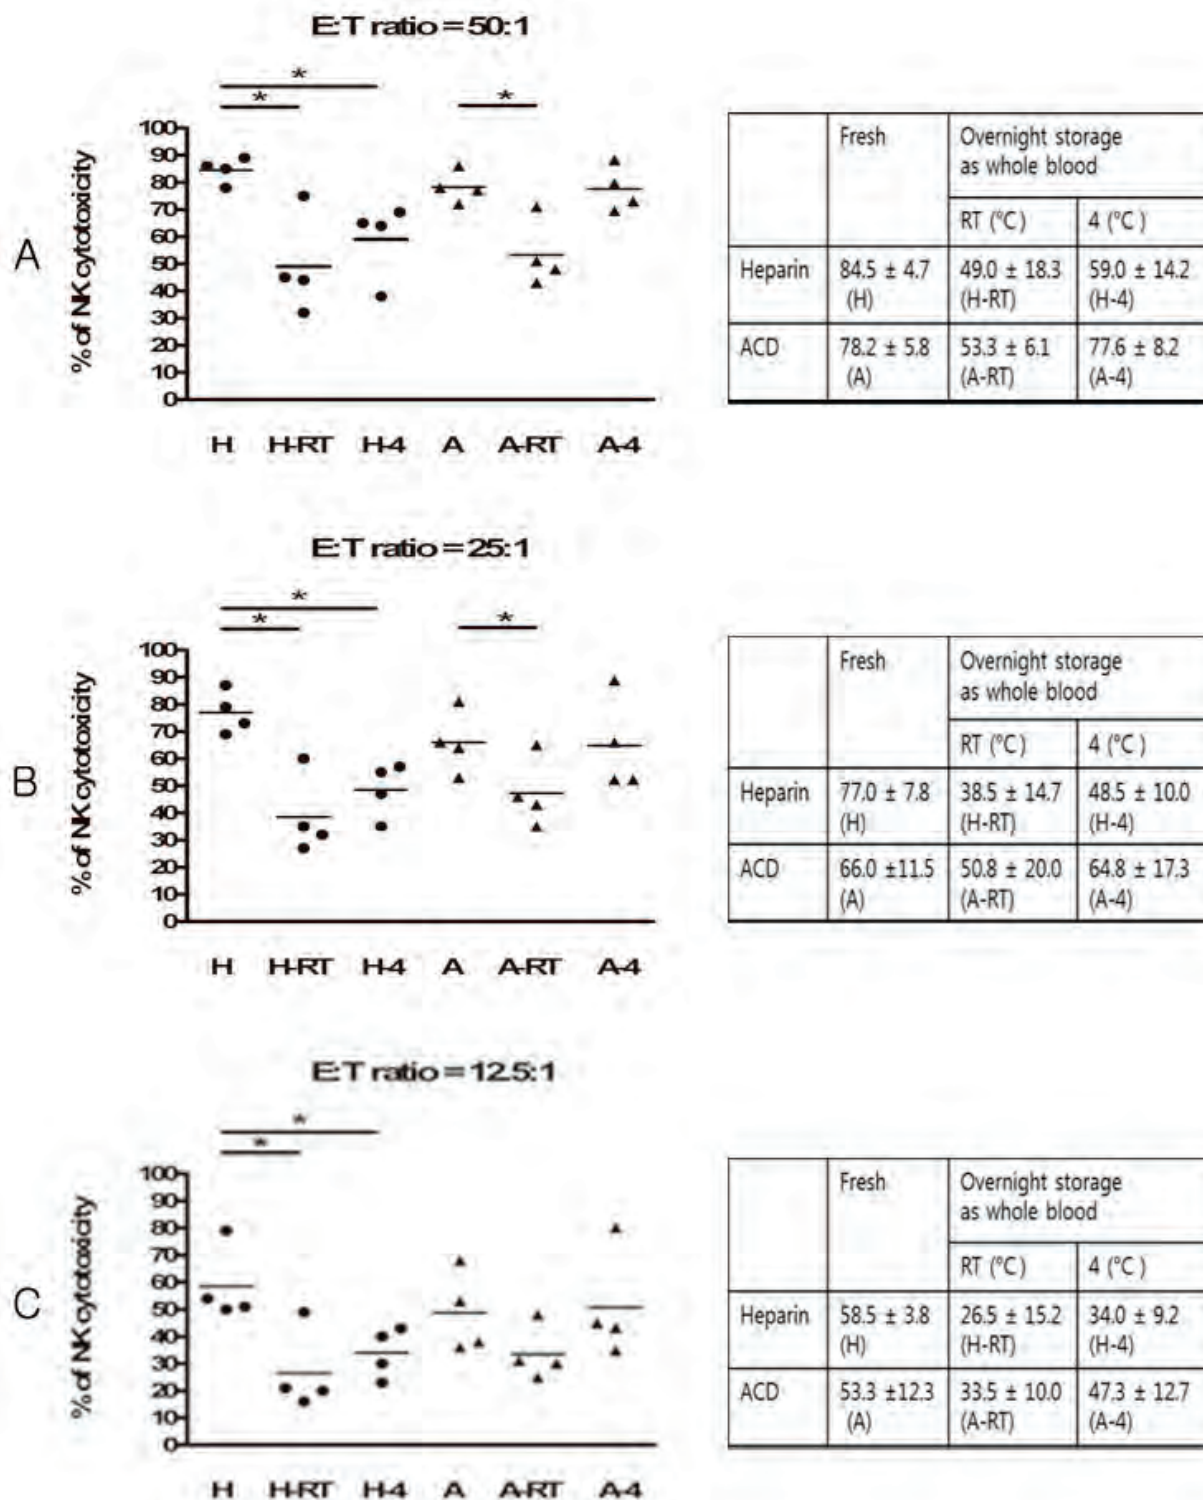 E:T ratio = 50:1
*
*
*
A
% of NK cytotoxicity
100
90
80
70
60
50
40
30
20
10
0
H H-RT H-4 A A-RT A-4
Fresh Overnight storage
as whole blood
RT (°C) 4 (°C)
Heparin 84.5 ± 4.7 49.0 ± 18.3 59.0 ± 14.2
(H) (H-RT) (H-4)
ACD 78.2 ± 5.8 53.3 ± 6.1 77.6 ± 8.2
(A) (A-RT) (A-4)
E:T ratio = 25:1
*
*
*
B
% of NK cytotoxicity
100
90
80
70
60
50
40
30
20
10
0
H H-RT H-4 A A-RT A-4
Fresh Overnight storage
as whole blood
RT (°C) 4 (°C)
Heparin 77.0 ± 7.8 38.5 ± 14.7 48.5 ± 10.0
(H) (H-RT) (H-4)
ACD 66.0 ±11.5 50.8 ± 20.0 64.8 ± 17.3
(A) (A-RT) (A-4)
E:T ratio = 12.5:1
*
*
C
% of NK cytotoxicity
100
90
80
70
60
50
40
30
20
10
0
H H-RT H-4 A A-RT A-4
Fresh Overnight storage
as whole blood
RT (°C) 4 (°C)
Heparin 58.5 ± 3.8 26.5 ± 15.2 34.0 ± 9.2
(H) (H-RT) (H-4)
ACD 53.3 ±12.3 33.5 ± 10.0 47.3 ± 12.7
(A) (A-RT) (A-4)